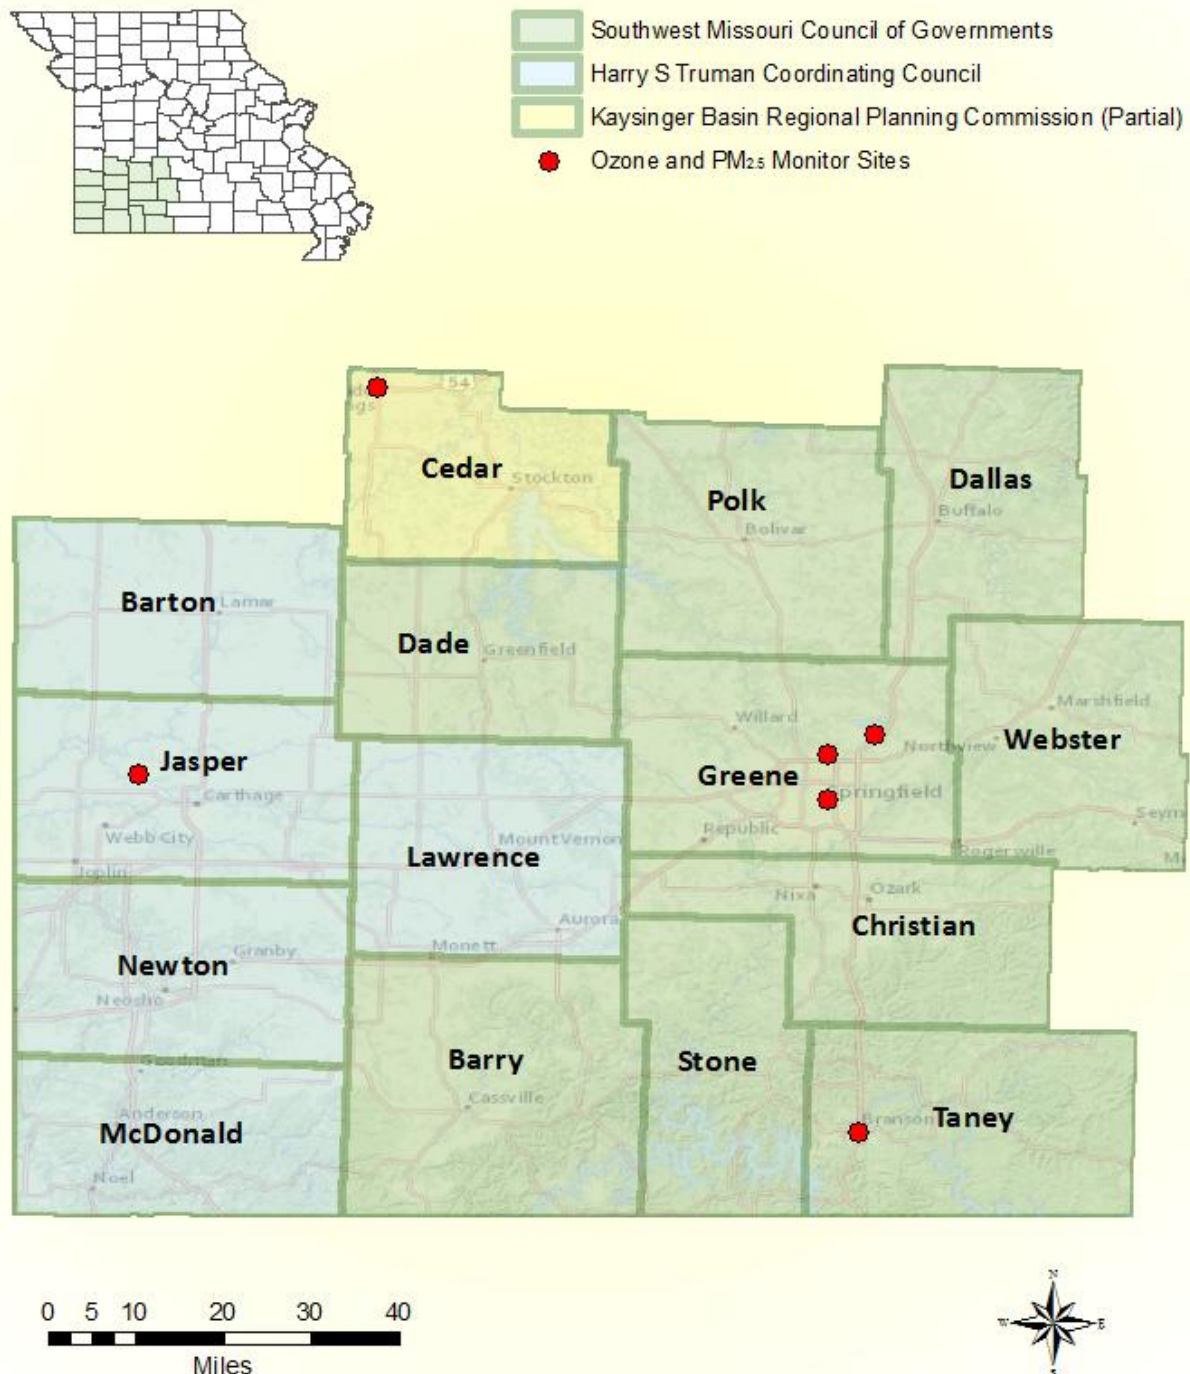 Southwest Missouri Council of Governments
Harry S Truman Coordinating Council
Kaysinger Basin Regional Planning Commission (Partial)
Ozone and PM2.5 Monitor Sites
54
Cedar
Stockton
Polk
Bolivar
Dallas
Buffalo
Barton
Lamar
Dade
Greenfield
Willard
Marshfield
Northview
Webster
Jasper
Carthage
Webb City
Joplin
Greene
Springfield
Republic
Seym
Rogersville
Mount Vernon
Lawrence
Aurora
Monett
Nixa
Ozark
Christian
Granby
Newton
Neosho
Goodman
Barry
Cassville
Stone
Branson
Taney
Anderson
McDonald
Noel
0 5 10 20 30 40
Miles
N
W E
S